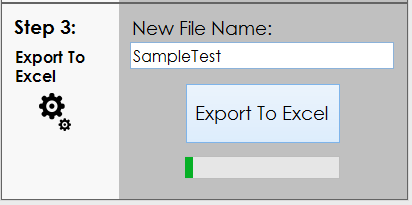 Step 3:
Export To
Excel
New File Name:
SampleTest
Export To Excel